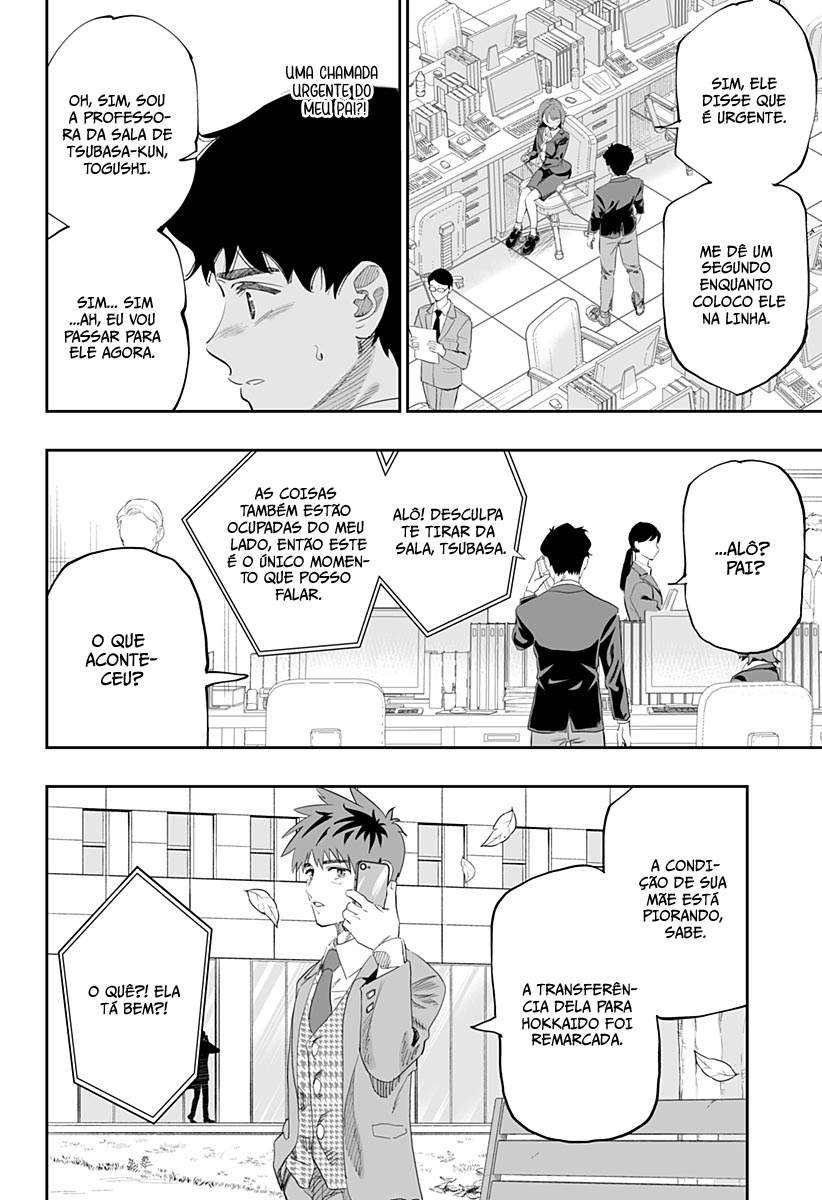 SIM, ELE
DISSE QUE
É URGENTE.
ME DÊ UM
SEGUNDO
ENQUANTO
COLOCO ELE
NA LINHA.
UMA CHAMADA
URGENTE DO
MEU PAI?!
OH, SIM, SOU
A PROFESSO-
RA DA SALA DE
TSUBASA-KUN,
TOGUSHI.
SIM... SIM
...AH, EU VOU
PASSAR PARA
ELE AGORA.
...ALÔ?
PAI?
ALÔ! DESCULPA
TE TIRAR DA
SALA, TSUBASA.
AS COISAS
TAMBÉM ESTÃO
OCUPADAS DO MEU
LADO, ENTÃO ESTE
É O ÚNICO MOMEN-
TO QUE POSSO
FALAR.
O QUE
ACONTE-
CEU?
A CONDI-
ÇÃO DE SUA
MÃE ESTÁ
PIORANDO,
SABE.
A TRANSFERÊN-
CIA DELA PARA
HOKKAIDO FOI
REMARCADA.
O QUÊ?! ELA
TÁ BEM?!